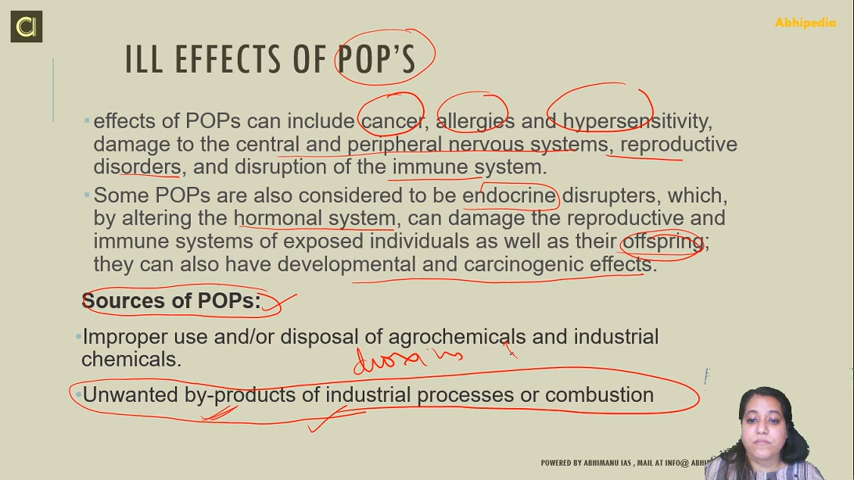 Abhipedia
ILL EFFECTS OF POP'S
effects of POPs can include cancer, allergies and hypersensitivity,
damage to the central and peripheral nervous systems, reproductive
disorders, and disruption of the immune system.
Some POPs are also considered to be endocrine disrupters, which,
by altering the hormonal system, can damage the reproductive and
immune systems of exposed individuals as well as their offspring;
they can also have developmental and carcinogenic effects.
Sources of POPs:
Improper use and/or disposal of agrochemicals and industrial
chemicals.
dioxins
Unwanted by-products of industrial processes or combustion
POWERED BY ABHIMANU IAS , MAIL AT INFO@ ABHI